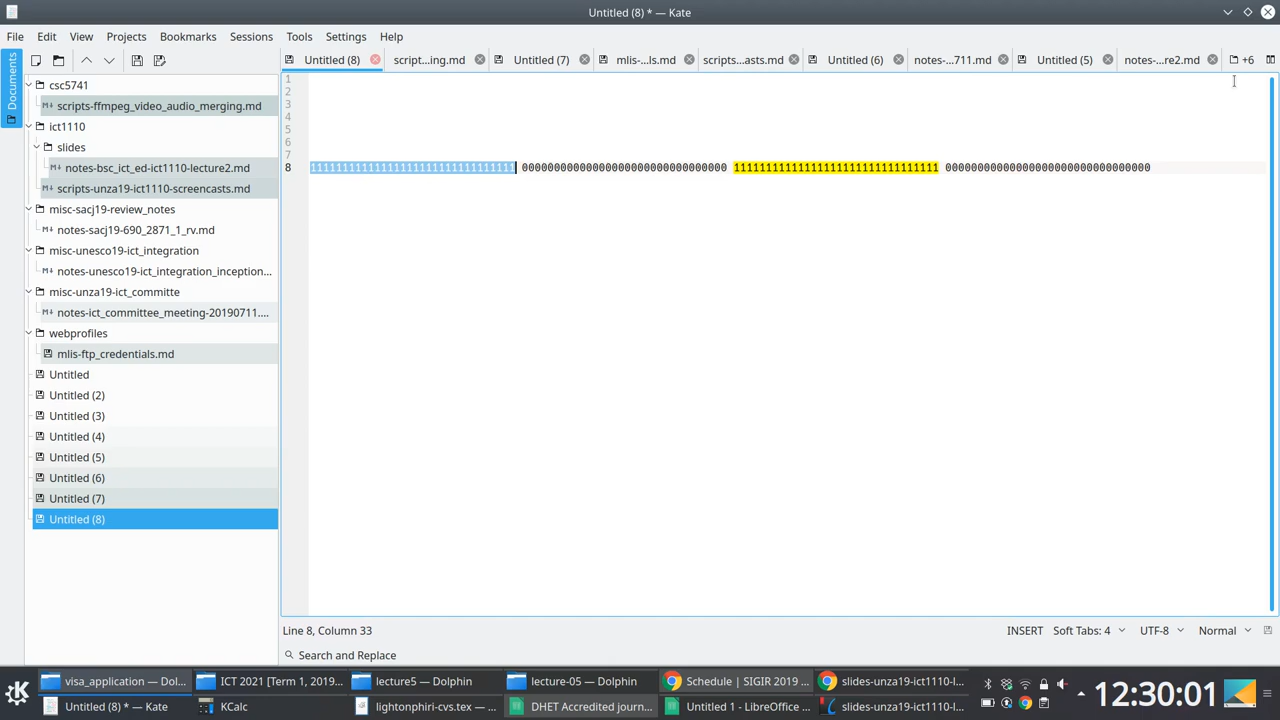 Untitled (8) * — Kate
File Edit View Projects Bookmarks Sessions Tools Settings Help
Documents
Untitled (8) script...ing.md Untitled (7) mlis-...ls.md scripts...asts.md Untitled (6) notes-...711.md Untitled (5) notes-...re2.md +6
csc5741
scripts-ffmpeg_video_audio_merging.md
ict1110
slides
notes-bsc_ict_ed-ict1110-lecture2.md
scripts-unza19-ict1110-screencasts.md
misc-sacj19-review_notes
notes-sacj19-690_2871_1_rv.md
misc-unesco19-ict_integration
notes-unesco19-ict_integration_inception...
misc-unza19-ict_committe
notes-ict_committee_meeting-20190711....
webprofiles
mlis-ftp_credentials.md
Untitled
Untitled (2)
Untitled (3)
Untitled (4)
Untitled (5)
Untitled (6)
Untitled (7)
Untitled (8)
1
2
3
4
5
6
7
8 11111111111111111111111111111111 00000000000000000000000000000000 11111111111111111111111111111111 00000000000000000000000000000000
Line 8, Column 33 INSERT Soft Tabs: 4 UTF-8 Normal
Search and Replace
visa_application — Dol... ICT 2021 [Term 1, 2019... lecture5 — Dolphin lecture-05 — Dolphin Schedule | SIGIR 2019 ... slides-unza19-ict1110-l...
Untitled (8) * — Kate KCalc lightonphiri-cvs.tex — ... DHET Accredited journ... Untitled 1 - LibreOffice ... slides-unza19-ict1110-l...
12:30:01